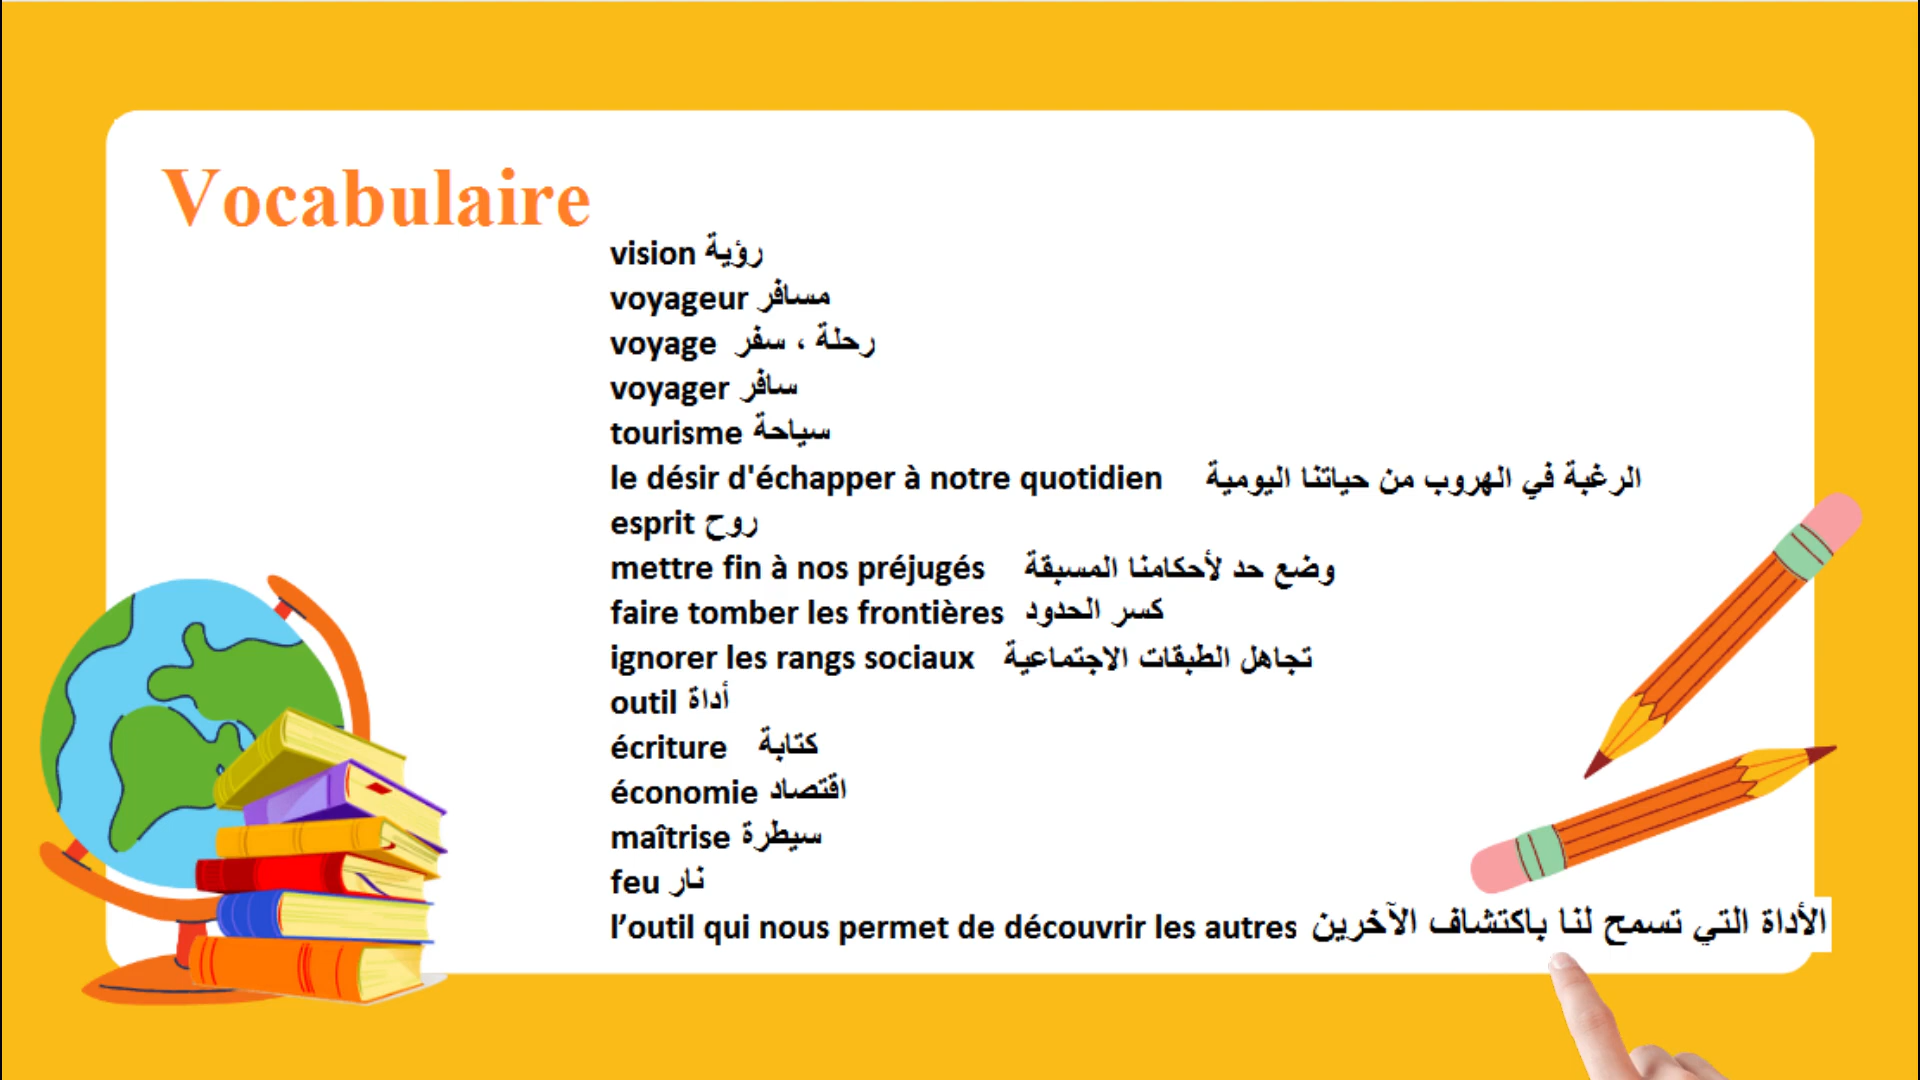 Vocabulaire
vision رؤية
voyageur مسافر
voyage رحلة ، سفر
voyager سافر
tourisme سياحة
le désir d'échapper à notre quotidien الرغبة في الهروب من حياتنا اليومية
esprit روح
mettre fin à nos préjugés وضع حد لأحكامنا المسبقة
faire tomber les frontières كسر الحدود
ignorer les rangs sociaux تجاهل الطبقات الاجتماعية
outil أداة
écriture كتابة
économie اقتصاد
maîtrise سيطرة
feu نار
l’outil qui nous permet de découvrir les autres الأداة التي تسمح لنا باكتشاف الآخرين